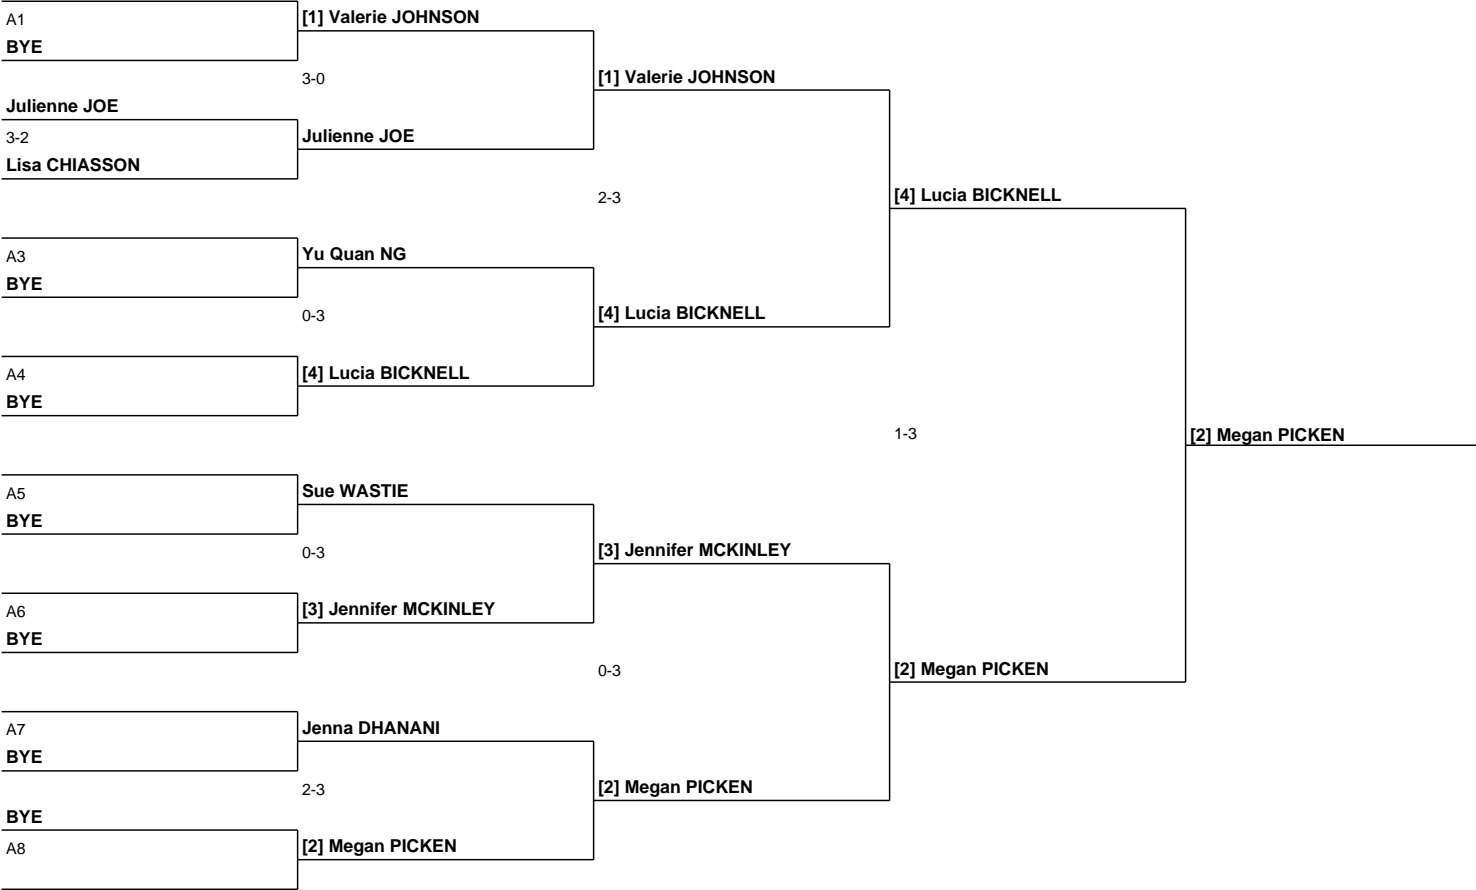 A1
BYE
[1] Valerie JOHNSON
3-0
Julienne JOE
3-2
Lisa CHIASSON
Julienne JOE
[1] Valerie JOHNSON
2-3
A3
BYE
Yu Quan NG
0-3
A4
BYE
[4] Lucia BICKNELL
[4] Lucia BICKNELL
[4] Lucia BICKNELL
1-3
[2] Megan PICKEN
A5
BYE
Sue WASTIE
0-3
A6
BYE
[3] Jennifer MCKINLEY
[3] Jennifer MCKINLEY
0-3
[2] Megan PICKEN
A7
BYE
Jenna DHANANI
2-3
BYE
A8
[2] Megan PICKEN
[2] Megan PICKEN